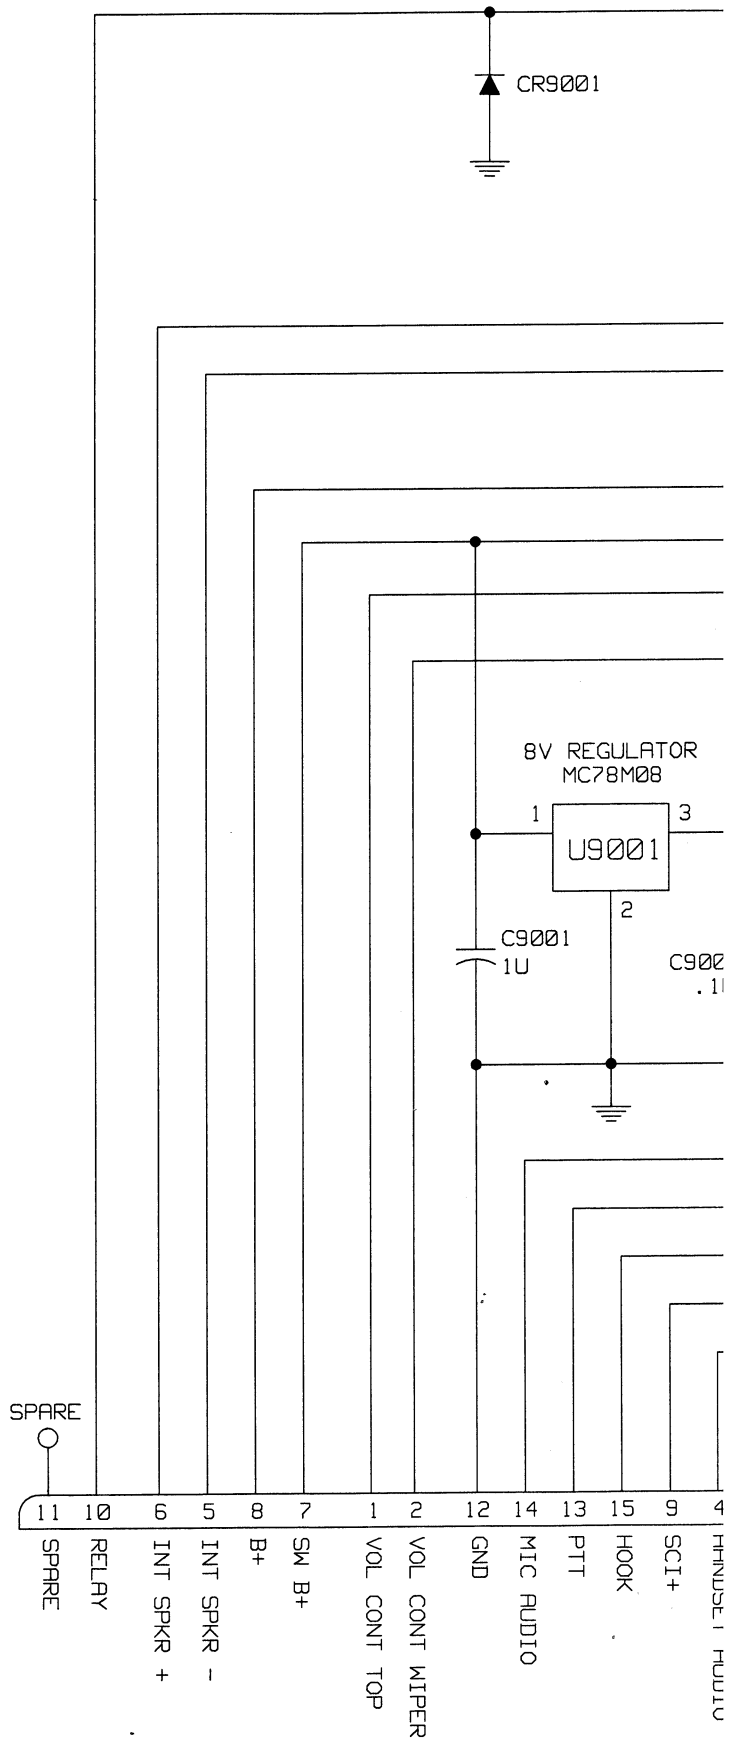 CR9001
8V REGULATOR
MC78M08
1
3
U9001
2
C9001
1U
C900
.1
SPARE
11
10
6
5
8
7
1
2
12
14
13
15
9
4
SPARE
RELAY
INT SPKR +
INT SPKR -
B+
SW B+
VOL CONT TOP
VOL CONT WIPER
GND
MIC AUDIO
PTT
HOOK
SCI+